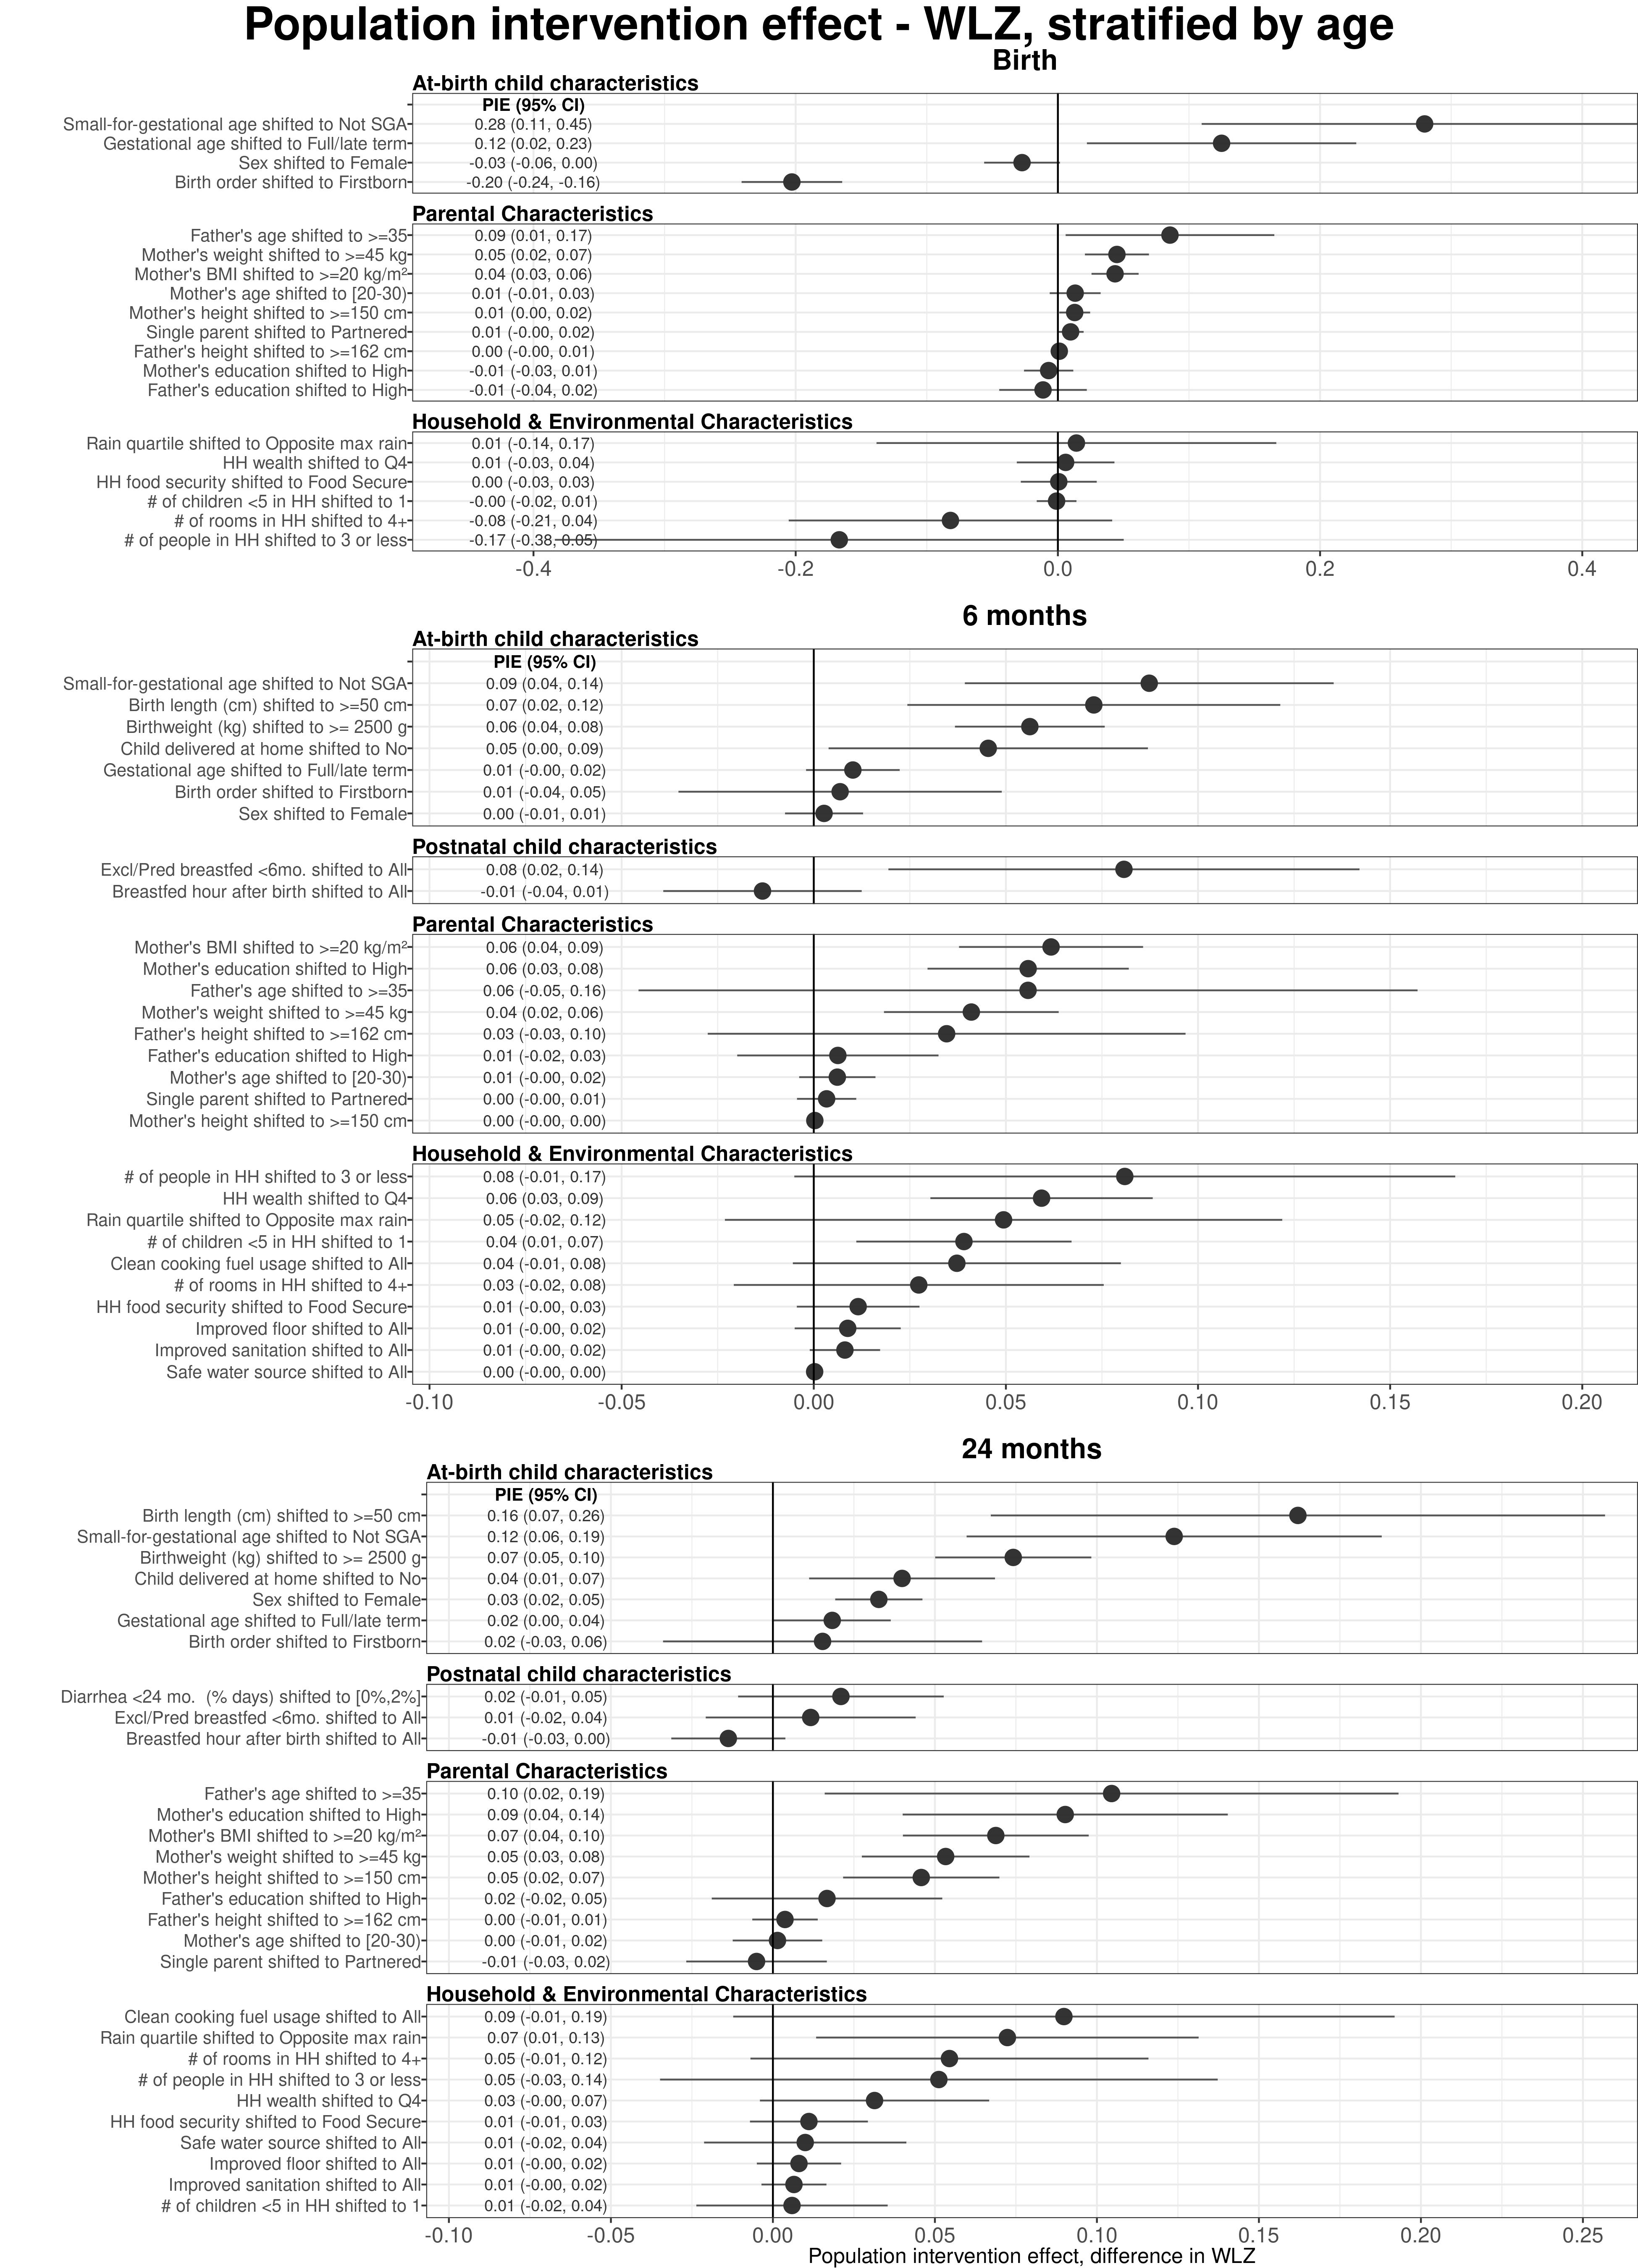 Population intervention effect - WLZ, stratified by age
Birth
At-birth child characteristics
PIE (95% CI)
Small-for-gestational age shifted to Not SGA 0.28 (0.11, 0.45)
Gestational age shifted to Full/late term 0.12 (0.02, 0.23)
Sex shifted to Female -0.03 (-0.06, 0.00)
Birth order shifted to Firstborn -0.20 (-0.24, -0.16)
Parental Characteristics
Father's age shifted to >=35 0.09 (0.01, 0.17)
Mother's weight shifted to >=45 kg 0.05 (0.02, 0.07)
Mother's BMI shifted to >=20 kg/m² 0.04 (0.03, 0.06)
Mother's age shifted to [20-30) 0.01 (-0.01, 0.03)
Mother's height shifted to >=150 cm 0.01 (0.00, 0.02)
Single parent shifted to Partnered 0.01 (-0.00, 0.02)
Father's height shifted to >=162 cm 0.00 (-0.00, 0.01)
Mother's education shifted to High -0.01 (-0.03, 0.01)
Father's education shifted to High -0.01 (-0.04, 0.02)
Household & Environmental Characteristics
Rain quartile shifted to Opposite max rain 0.01 (-0.14, 0.17)
HH wealth shifted to Q4 0.01 (-0.03, 0.04)
HH food security shifted to Food Secure 0.00 (-0.03, 0.03)
# of children <5 in HH shifted to 1 -0.00 (-0.02, 0.01)
# of rooms in HH shifted to 4+ -0.08 (-0.21, 0.04)
# of people in HH shifted to 3 or less -0.17 (-0.38, 0.05)
-0.4 -0.2 0.0 0.2 0.4
6 months
At-birth child characteristics
PIE (95% CI)
Small-for-gestational age shifted to Not SGA 0.09 (0.04, 0.14)
Birth length (cm) shifted to >=50 cm 0.07 (0.02, 0.12)
Birthweight (kg) shifted to >= 2500 g 0.06 (0.04, 0.08)
Child delivered at home shifted to No 0.05 (0.00, 0.09)
Gestational age shifted to Full/late term 0.01 (-0.00, 0.02)
Birth order shifted to Firstborn 0.01 (-0.04, 0.05)
Sex shifted to Female 0.00 (-0.01, 0.01)
Postnatal child characteristics
Excl/Pred breastfed <6mo. shifted to All 0.08 (0.02, 0.14)
Breastfed hour after birth shifted to All -0.01 (-0.04, 0.01)
Parental Characteristics
Mother's BMI shifted to >=20 kg/m² 0.06 (0.04, 0.09)
Mother's education shifted to High 0.06 (0.03, 0.08)
Father's age shifted to >=35 0.06 (-0.05, 0.16)
Mother's weight shifted to >=45 kg 0.04 (0.02, 0.06)
Father's height shifted to >=162 cm 0.03 (-0.03, 0.10)
Father's education shifted to High 0.01 (-0.02, 0.03)
Mother's age shifted to [20-30) 0.01 (-0.00, 0.02)
Single parent shifted to Partnered 0.00 (-0.00, 0.01)
Mother's height shifted to >=150 cm 0.00 (-0.00, 0.00)
Household & Environmental Characteristics
# of people in HH shifted to 3 or less 0.08 (-0.01, 0.17)
HH wealth shifted to Q4 0.06 (0.03, 0.09)
Rain quartile shifted to Opposite max rain 0.05 (-0.02, 0.12)
# of children <5 in HH shifted to 1 0.04 (0.01, 0.07)
Clean cooking fuel usage shifted to All 0.04 (-0.01, 0.08)
# of rooms in HH shifted to 4+ 0.03 (-0.02, 0.08)
HH food security shifted to Food Secure 0.01 (-0.00, 0.03)
Improved floor shifted to All 0.01 (-0.00, 0.02)
Improved sanitation shifted to All 0.01 (-0.00, 0.02)
Safe water source shifted to All 0.00 (-0.00, 0.00)
-0.10 -0.05 0.00 0.05 0.10 0.15 0.20
24 months
At-birth child characteristics
PIE (95% CI)
Birth length (cm) shifted to >=50 cm 0.16 (0.07, 0.26)
Small-for-gestational age shifted to Not SGA 0.12 (0.06, 0.19)
Birthweight (kg) shifted to >= 2500 g 0.07 (0.05, 0.10)
Child delivered at home shifted to No 0.04 (0.01, 0.07)
Sex shifted to Female 0.03 (0.02, 0.05)
Gestational age shifted to Full/late term 0.02 (0.00, 0.04)
Birth order shifted to Firstborn 0.02 (-0.03, 0.06)
Postnatal child characteristics
Diarrhea <24 mo. (% days) shifted to [0%,2%] 0.02 (-0.01, 0.05)
Excl/Pred breastfed <6mo. shifted to All 0.01 (-0.02, 0.04)
Breastfed hour after birth shifted to All -0.01 (-0.03, 0.00)
Parental Characteristics
Father's age shifted to >=35 0.10 (0.02, 0.19)
Mother's education shifted to High 0.09 (0.04, 0.14)
Mother's BMI shifted to >=20 kg/m² 0.07 (0.04, 0.10)
Mother's weight shifted to >=45 kg 0.05 (0.03, 0.08)
Mother's height shifted to >=150 cm 0.05 (0.02, 0.07)
Father's education shifted to High 0.02 (-0.02, 0.05)
Father's height shifted to >=162 cm 0.00 (-0.01, 0.01)
Mother's age shifted to [20-30) 0.00 (-0.01, 0.02)
Single parent shifted to Partnered -0.01 (-0.03, 0.02)
Household & Environmental Characteristics
Clean cooking fuel usage shifted to All 0.09 (-0.01, 0.19)
Rain quartile shifted to Opposite max rain 0.07 (0.01, 0.13)
# of rooms in HH shifted to 4+ 0.05 (-0.01, 0.12)
# of people in HH shifted to 3 or less 0.05 (-0.03, 0.14)
HH wealth shifted to Q4 0.03 (-0.00, 0.07)
HH food security shifted to Food Secure 0.01 (-0.01, 0.03)
Safe water source shifted to All 0.01 (-0.02, 0.04)
Improved floor shifted to All 0.01 (-0.00, 0.02)
Improved sanitation shifted to All 0.01 (-0.00, 0.02)
# of children <5 in HH shifted to 1 0.01 (-0.02, 0.04)
-0.10 -0.05 0.00 0.05 0.10 0.15 0.20 0.25
Population intervention effect, difference in WLZ